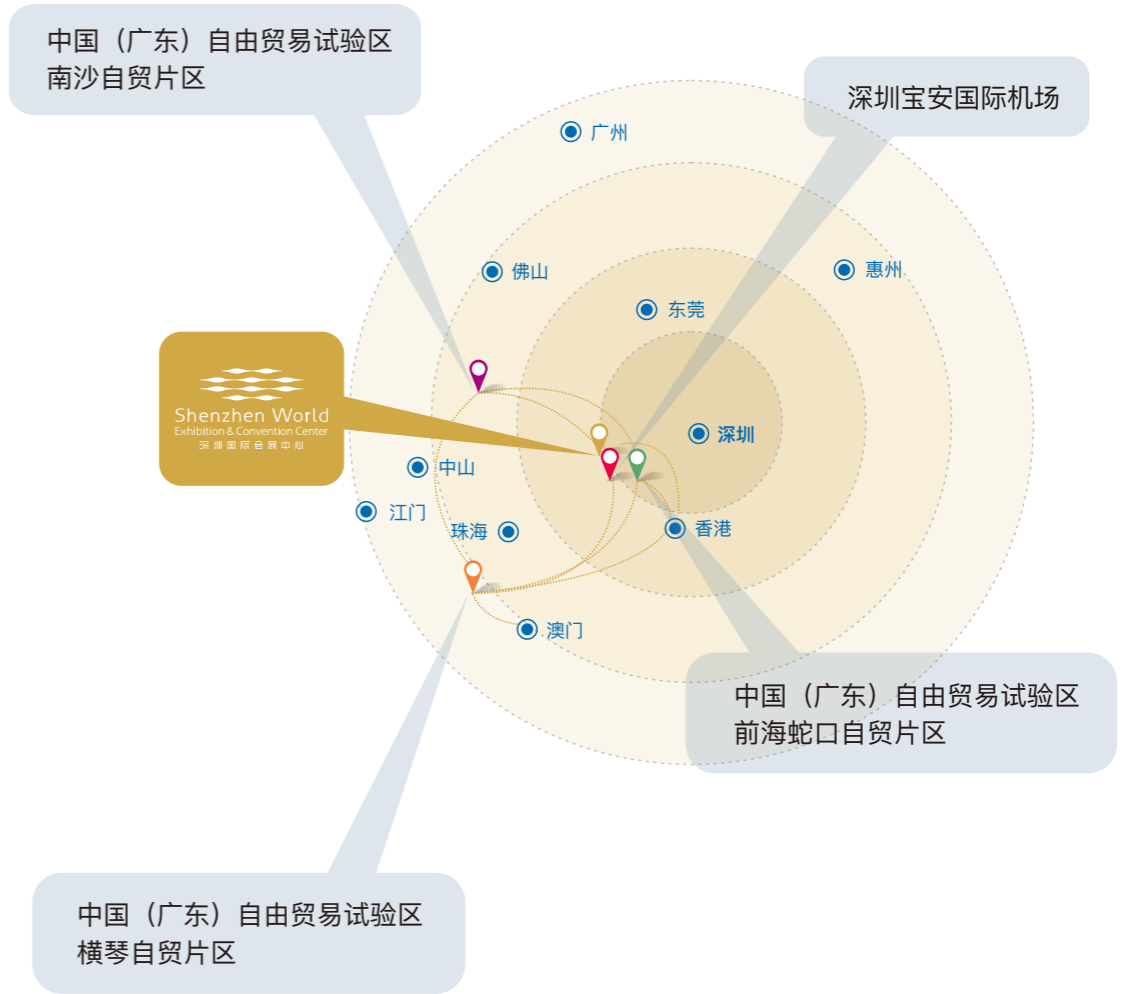 中国（广东）自由贸易试验区
南沙自贸片区
深圳宝安国际机场
广州
佛山
惠州
东莞
Shenzhen World
Exhibition & Convention Center
深圳国际会展中心
深圳
中山
江门
珠海
香港
澳门
中国（广东）自由贸易试验区
前海蛇口自贸片区
中国（广东）自由贸易试验区
横琴自贸片区